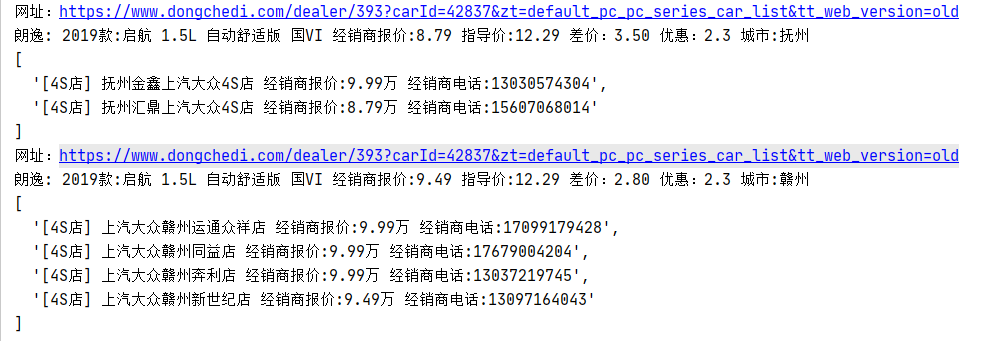 网址：https://www.dongchedi.com/dealer/393?carId=42837&zt=default_pc_pc_series_car_list&tt_web_version=old
朗逸: 2019款:启航 1.5L 自动舒适版 国VI 经销商报价:8.79 指导价:12.29 差价：3.50 优惠：2.3 城市:抚州
[
  '[4S店] 抚州金鑫上汽大众4S店 经销商报价:9.99万 经销商电话:13030574304',
  '[4S店] 抚州汇鼎上汽大众4S店 经销商报价:8.79万 经销商电话:15607068014'
]
网址：https://www.dongchedi.com/dealer/393?carId=42837&zt=default_pc_pc_series_car_list&tt_web_version=old
朗逸: 2019款:启航 1.5L 自动舒适版 国VI 经销商报价:9.49 指导价:12.29 差价：2.80 优惠：2.3 城市:赣州
[
  '[4S店] 上汽大众赣州运通众祥店 经销商报价:9.99万 经销商电话:17099179428',
  '[4S店] 上汽大众赣州同益店 经销商报价:9.99万 经销商电话:17679004204',
  '[4S店] 上汽大众赣州奔利店 经销商报价:9.99万 经销商电话:13037219745',
  '[4S店] 上汽大众赣州新世纪店 经销商报价:9.49万 经销商电话:13097164043'
]